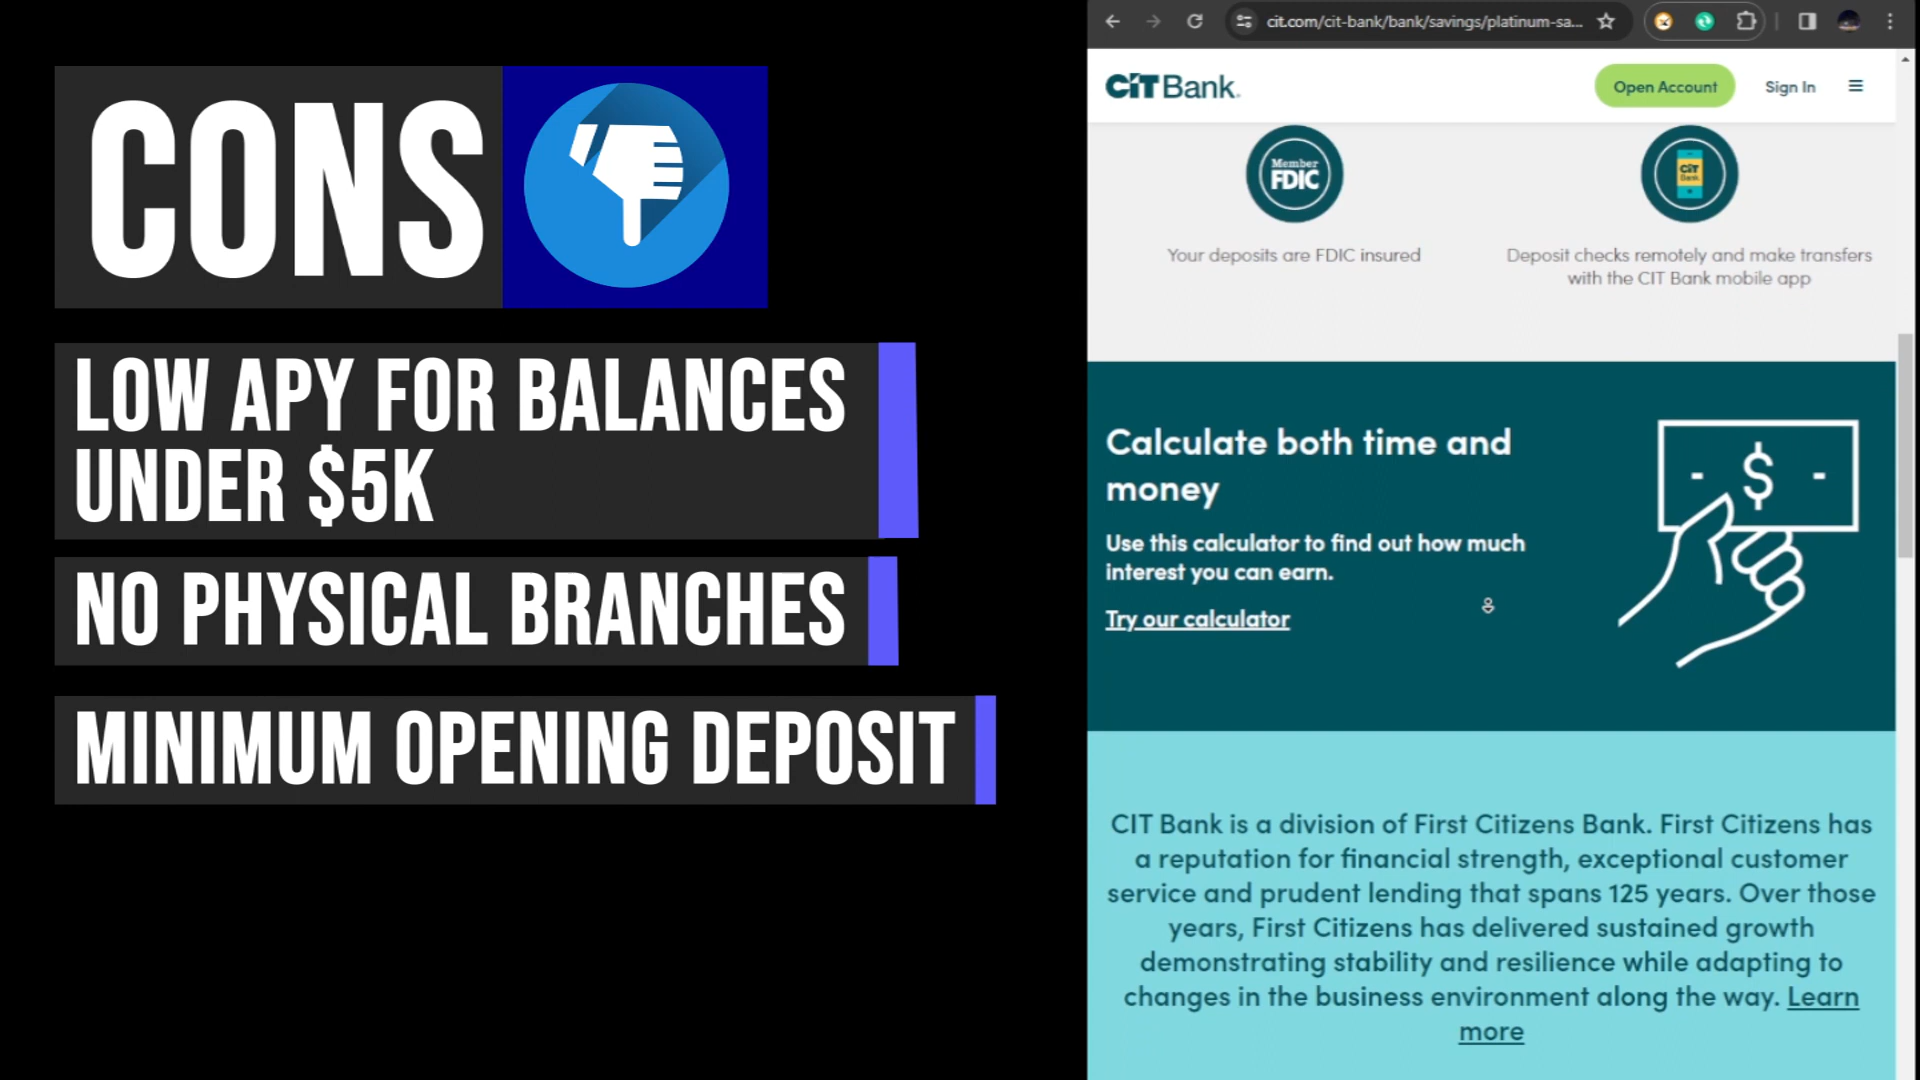 CONS
LOW APY FOR BALANCES
UNDER $5K
NO PHYSICAL BRANCHES
MINIMUM OPENING DEPOSIT
cit.com/cit-bank/bank/savings/platinum-sa...
CIT Bank
Open Account
Sign In
Member
FDIC
CIT
Bank
Your deposits are FDIC insured
Deposit checks remotely and make transfers
with the CIT Bank mobile app
Calculate both time and
money
Use this calculator to find out how much
interest you can earn.
Try our calculator
$
CIT Bank is a division of First Citizens Bank. First Citizens has
a reputation for financial strength, exceptional customer
service and prudent lending that spans 125 years. Over those
years, First Citizens has delivered sustained growth
demonstrating stability and resilience while adapting to
changes in the business environment along the way. Learn
more